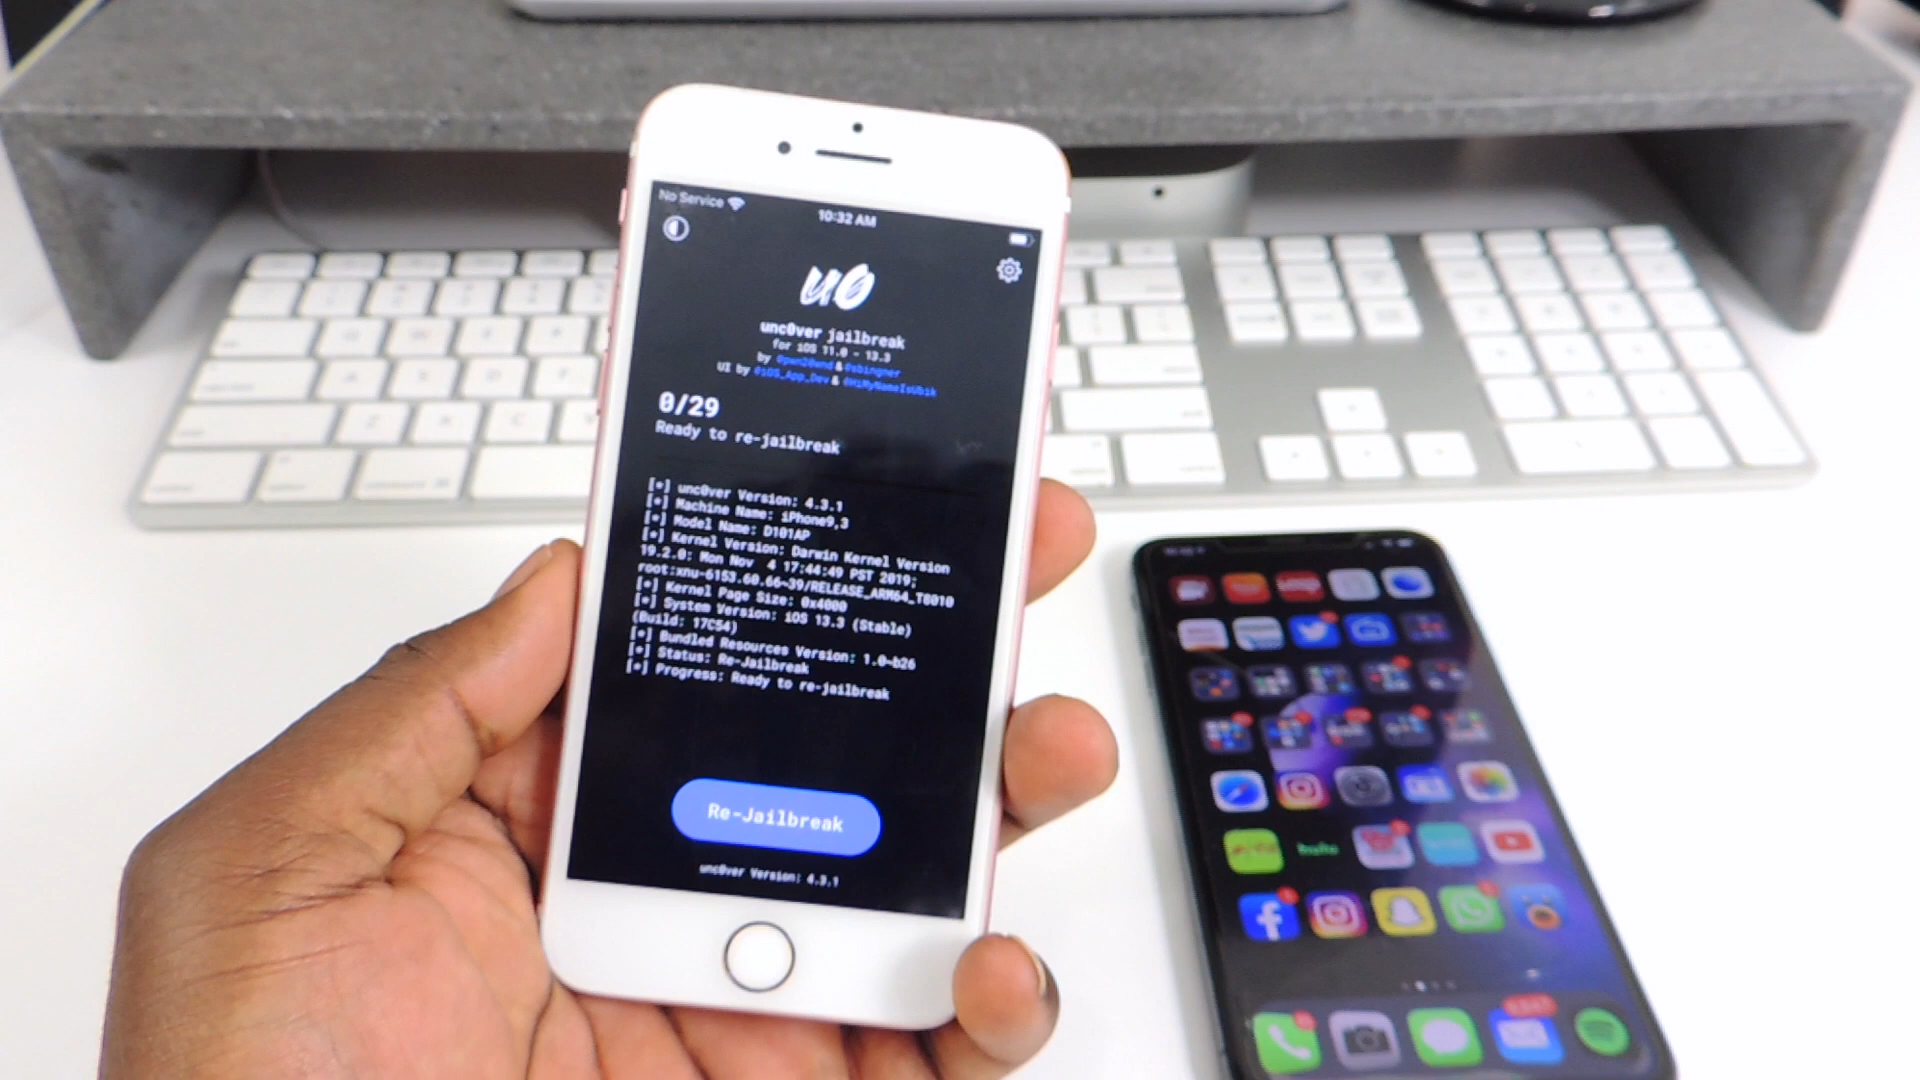 No Service
10:32 AM
u0
unc0ver jailbreak
for iOS 11.0 - 13.3
by @pwn20wnd & @sbingner
UI by @iOS_App_Dev & @HiMyNameIsUbik
0/29
Ready to re-jailbreak
[*] unc0ver Version: 4.3.1
[*] Machine Name: iPhone9,3
[*] Model Name: D101AP
[*] Kernel Version: Darwin Kernel Version
19.2.0: Mon Nov 4 17:44:49 PST 2019;
root:xnu-6153.60.66~39/RELEASE_ARM64_T8010
[*] Kernel Page Size: 0x4000
[*] System Version: iOS 13.3 (Stable)
(Build: 17C54)
[*] Bundled Resources Version: 1.0~b26
[*] Status: Re-Jailbreak
[*] Progress: Ready to re-jailbreak
Re-Jailbreak
unc0ver Version: 4.3.1
hulu